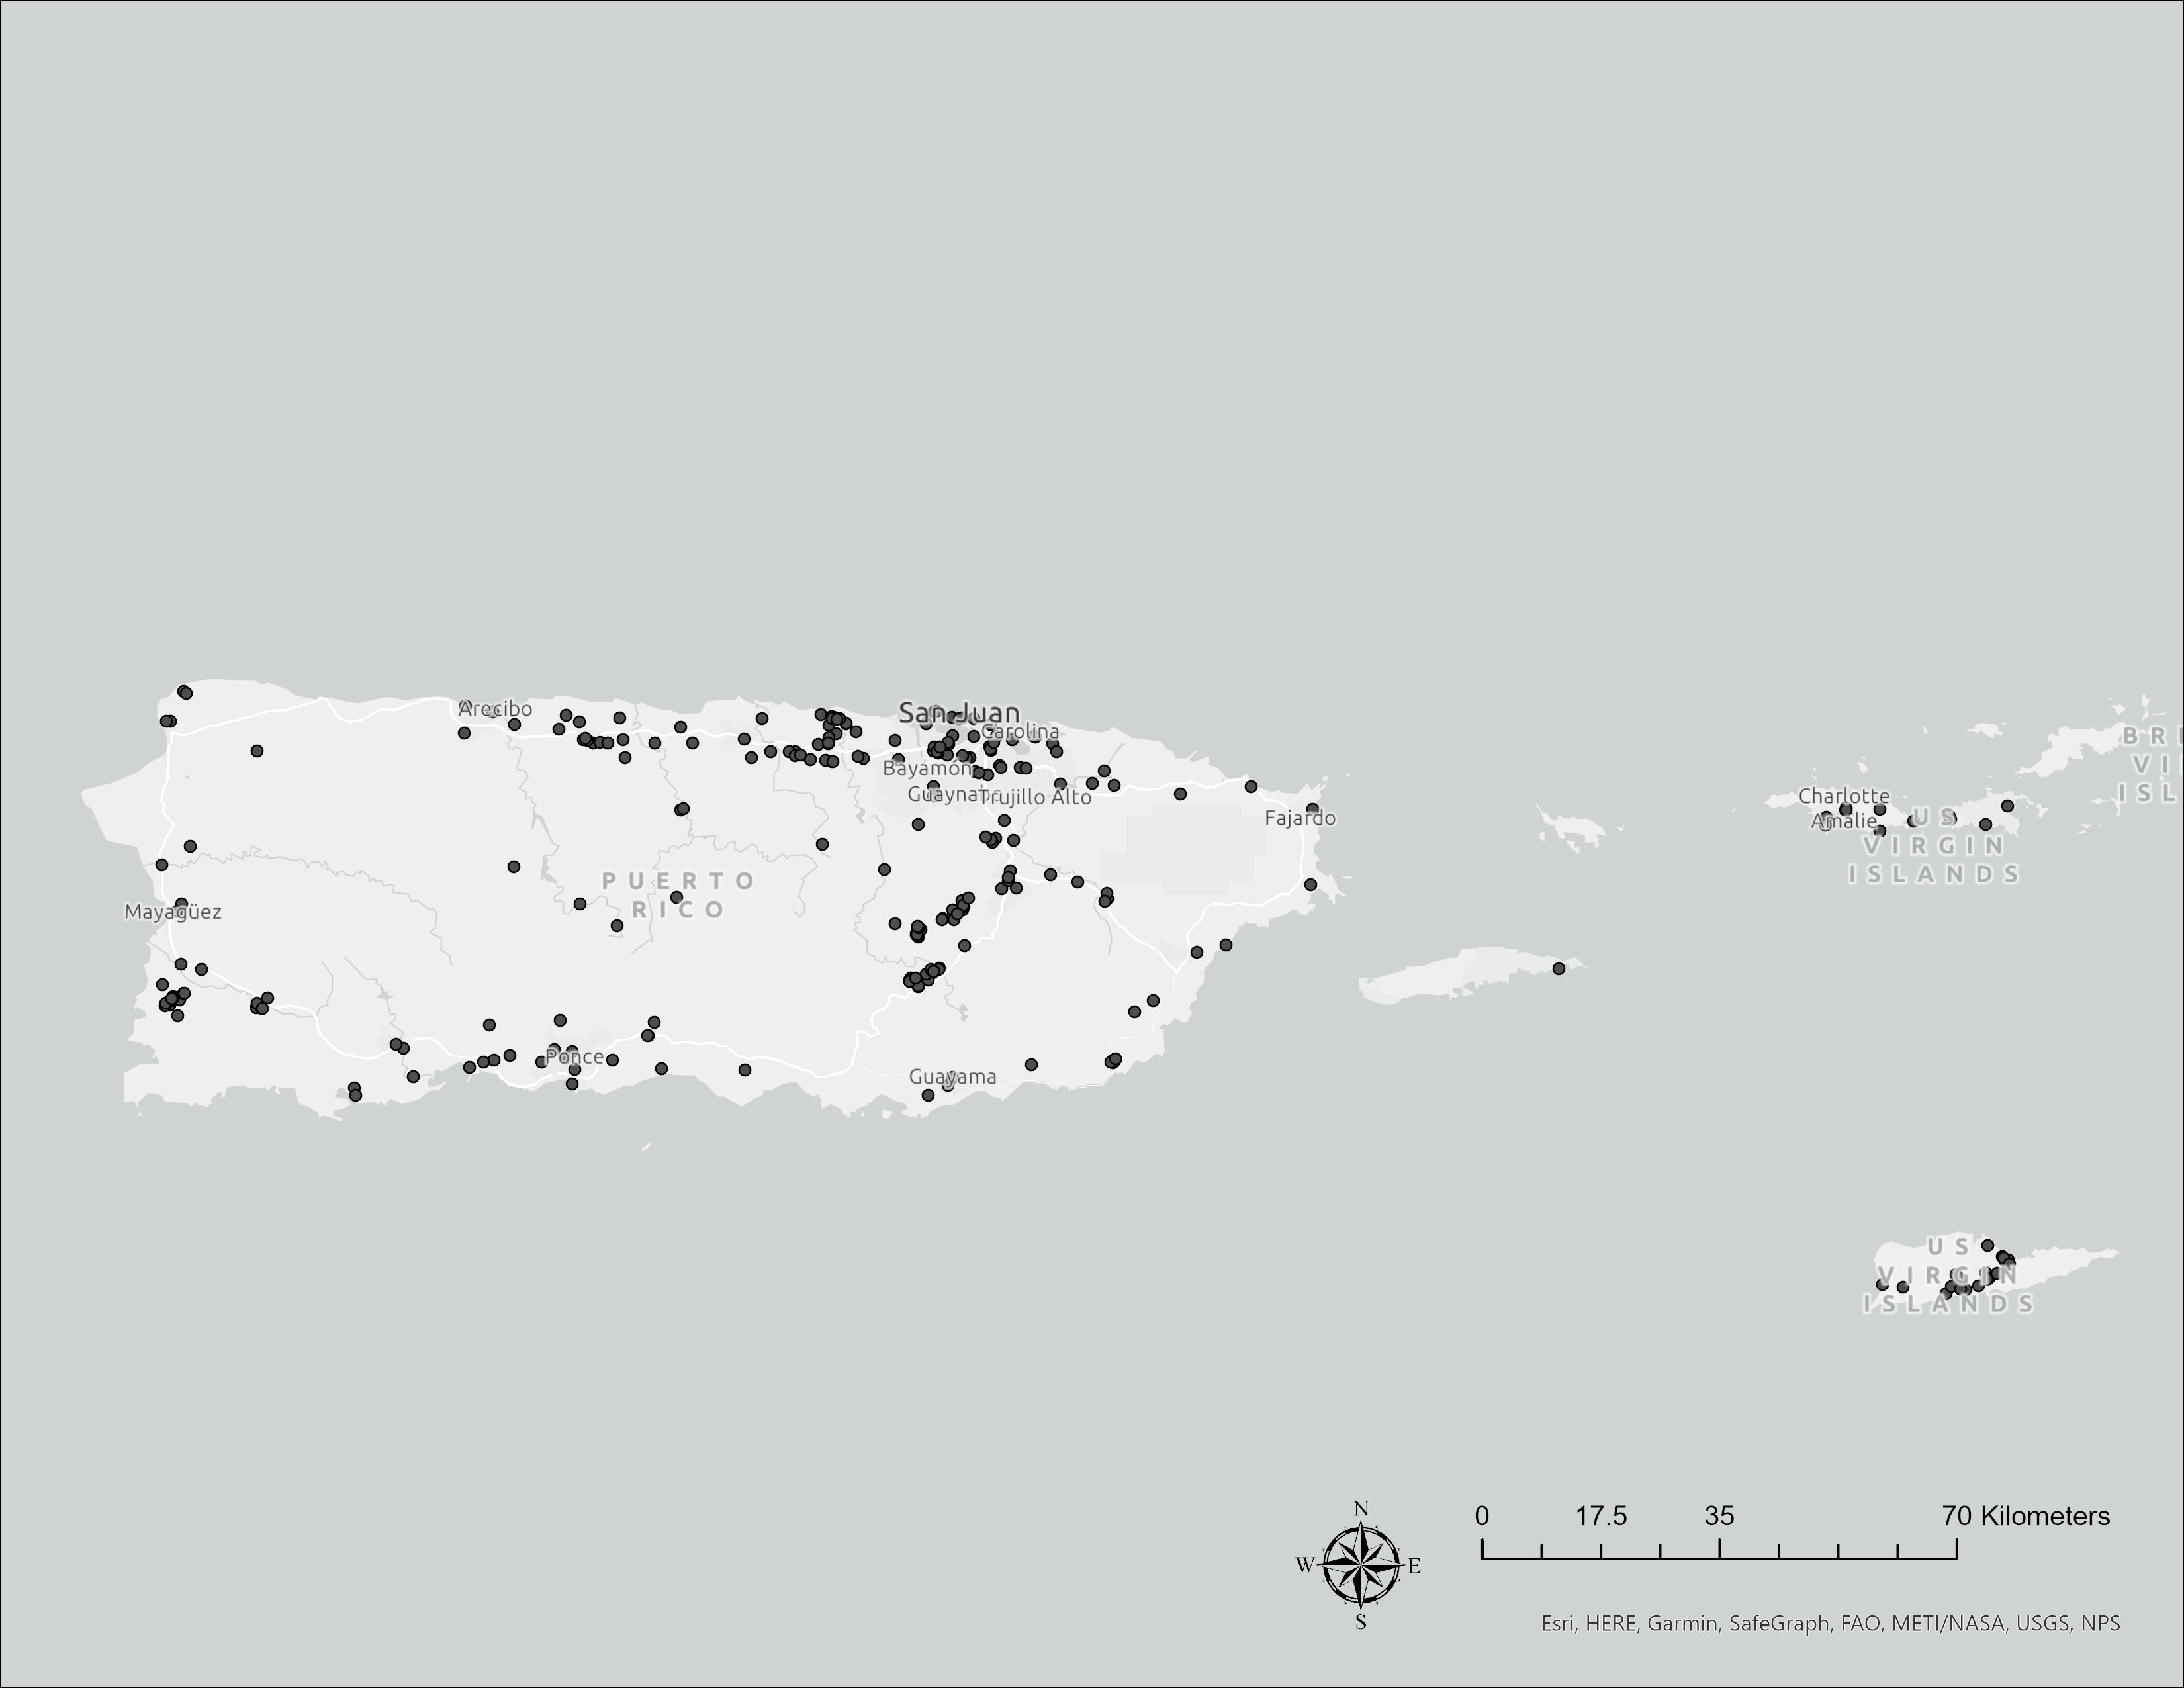 Arecibo
San Juan
Carolina
Bayamón
Guaynabo
Trujillo Alto
Fajardo
Charlotte
Amalie
US
VIRGIN
ISLANDS
BR
VI
ISL
PUERTO
RICO
Mayagüez
Ponce
Guayama
US
VIRGIN
ISLANDS
N
W E
S
0 17.5 35 70 Kilometers
Esri, HERE, Garmin, SafeGraph, FAO, METI/NASA, USGS, NPS